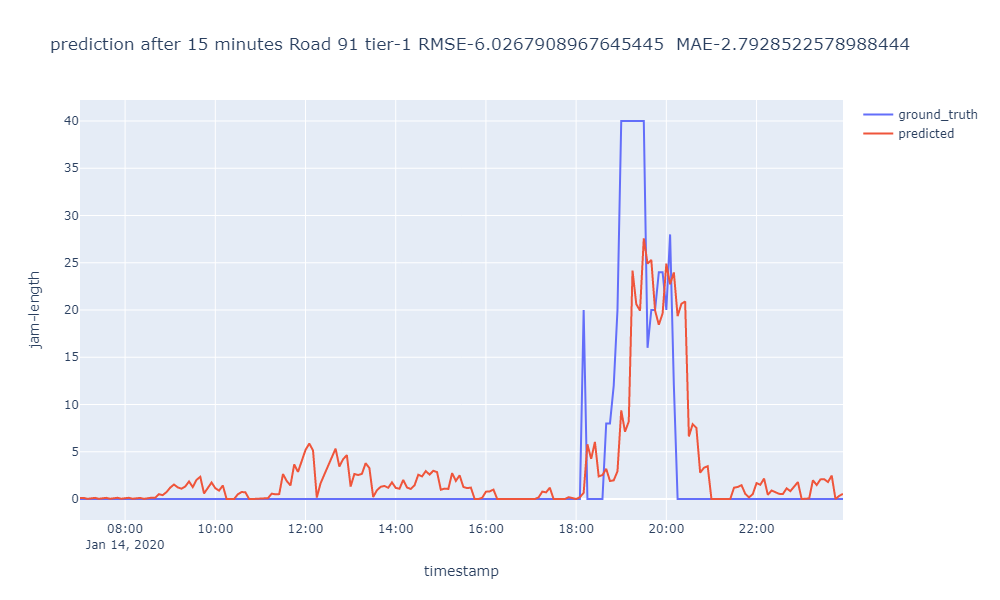 prediction after 15 minutes Road 91 tier-1 RMSE-6.0267908967645445  MAE-2.7928522578988444
ground_truth
predicted
40
35
30
25
20
15
10
5
0
jam-length
08:00 10:00 12:00 14:00 16:00 18:00 20:00 22:00
Jan 14, 2020
timestamp